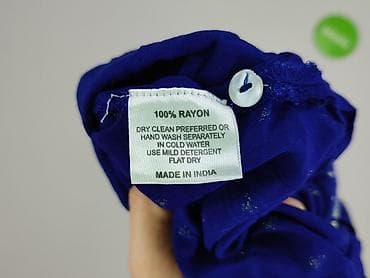 100% RAYON
DRY CLEAN PREFERRED OR
HAND WASH SEPARATELY
IN COLD WATER
USE MILD DETERGENT
FLAT DRY
MADE IN INDIA